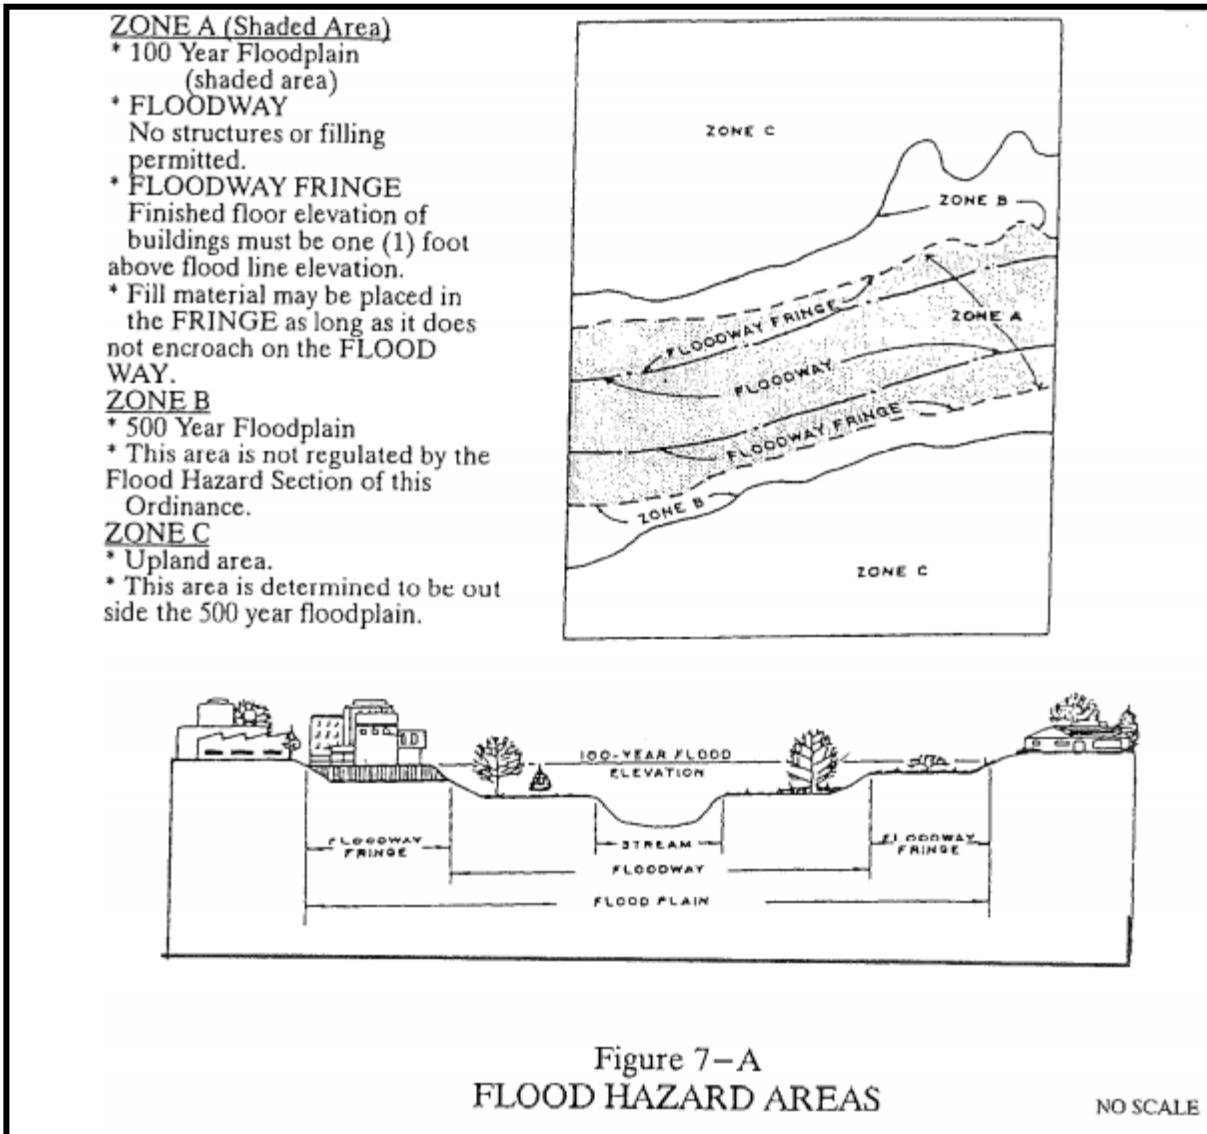 ZONE A (Shaded Area)
* 100 Year Floodplain
(shaded area)
* FLOODWAY
No structures or filling
permitted.
* FLOODWAY FRINGE
Finished floor elevation of
buildings must be one (1) foot
above flood line elevation.
* Fill material may be placed in
the FRINGE as long as it does
not encroach on the FLOOD
WAY.
ZONE B
* 500 Year Floodplain
* This area is not regulated by the
Flood Hazard Section of this
Ordinance.
ZONE C
* Upland area.
* This area is determined to be out
side the 500 year floodplain.
ZONE C
ZONE B
FLOODWAY FRINGE
ZONE A
FLOODWAY
FLOODWAY FRINGE
ZONE B
ZONE C
100-YEAR FLOOD
ELEVATION
FLOODWAY
FRINGE
STREAM
FLOODWAY
FRINGE
FLOODWAY
FLOOD PLAIN
Figure 7–A
FLOOD HAZARD AREAS
NO SCALE